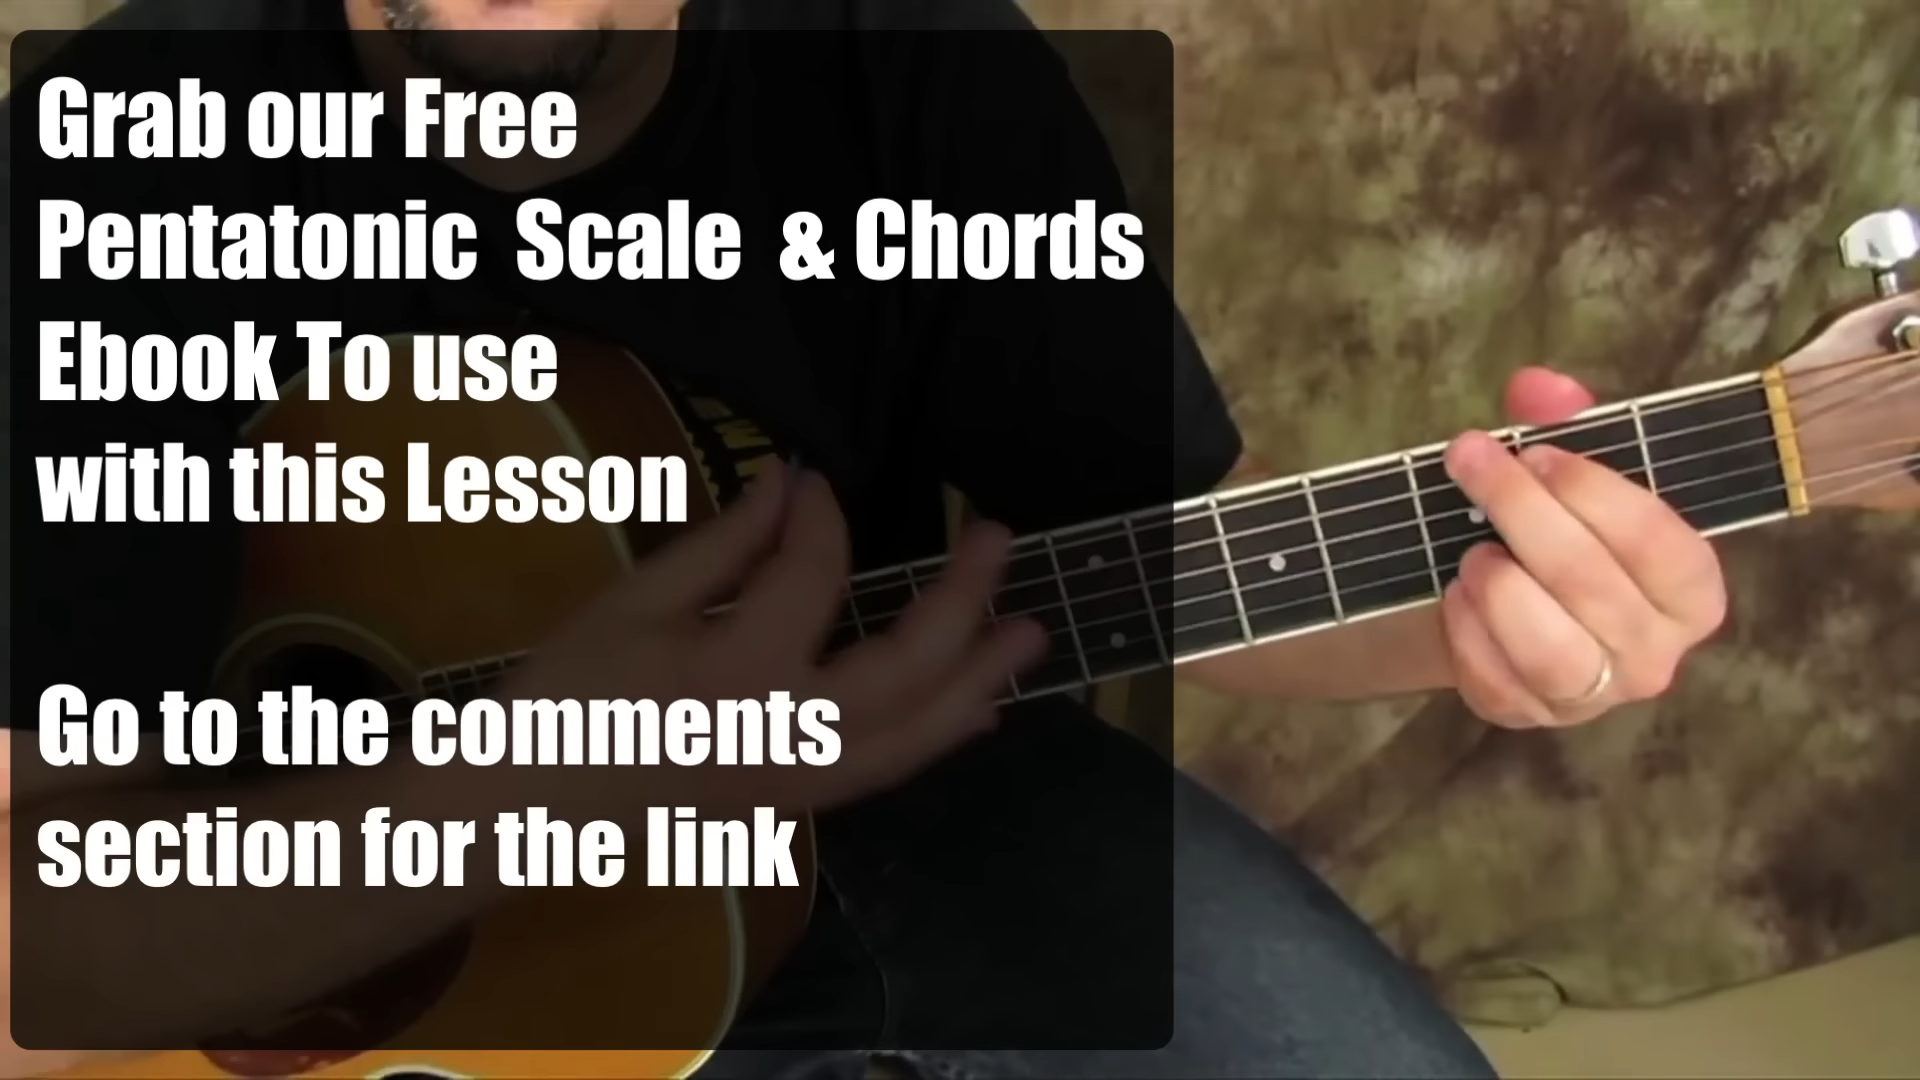 Grab our Free
Pentatonic Scale & Chords
Ebook To use
with this Lesson
Go to the comments
section for the link